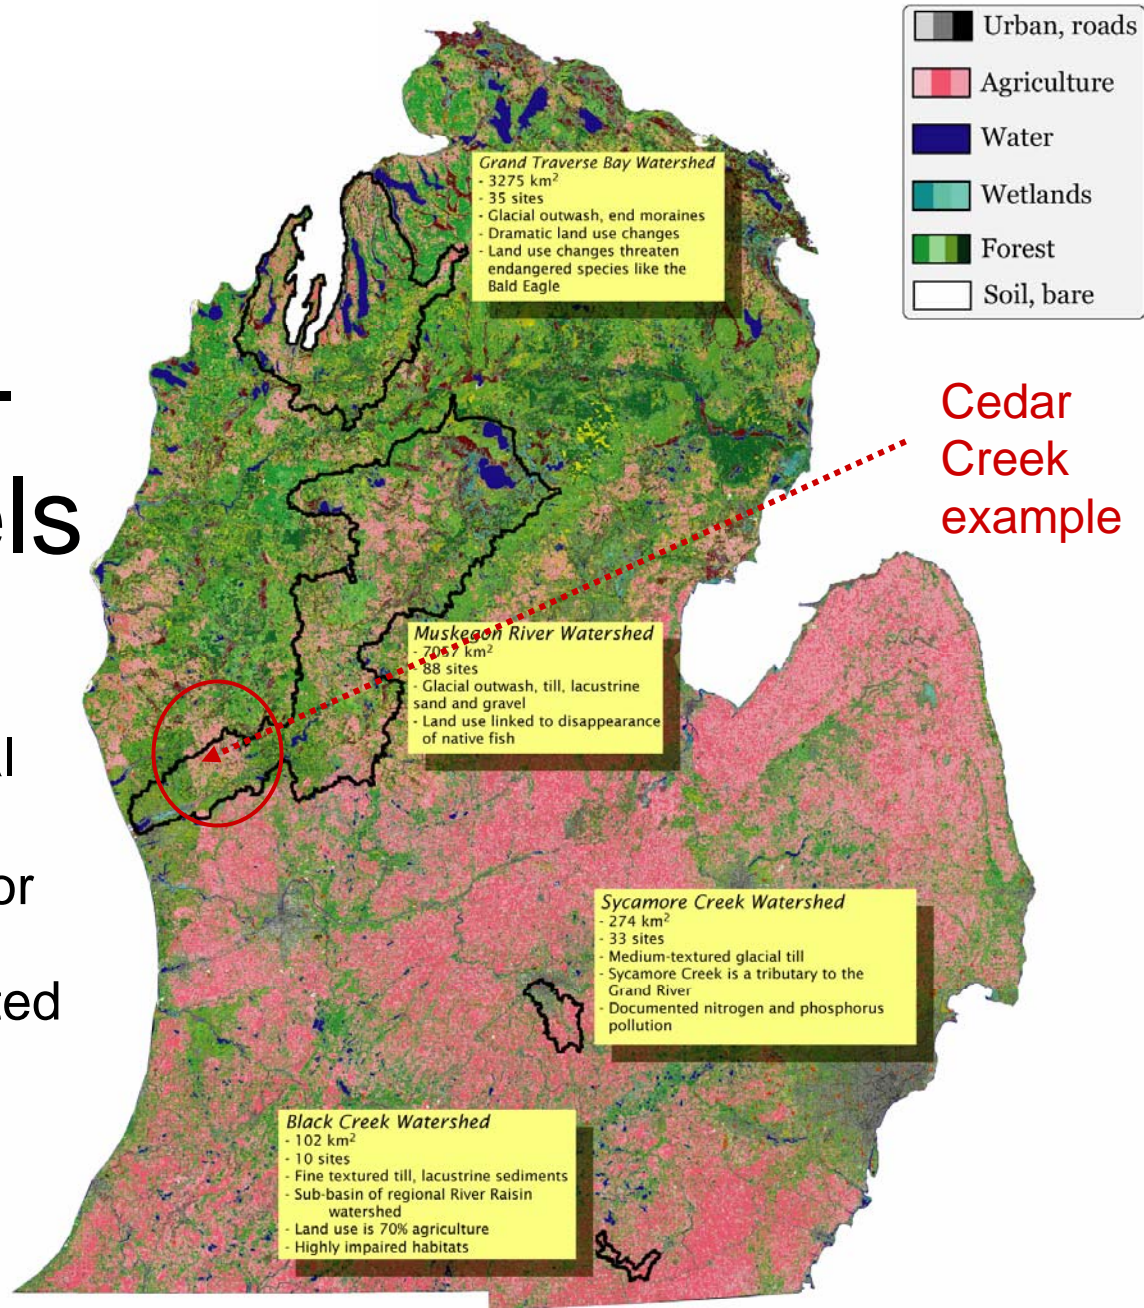 Urban, roads
Agriculture
Water
Wetlands
Forest
Soil, bare
Grand Traverse Bay Watershed
- 3275 km²
- 35 sites
- Glacial outwash, end moraines
- Dramatic land use changes
- Land use changes threaten
endangered species like the
Bald Eagle
els
or
ted
Cedar
Creek
example
Muskegon River Watershed
- 7057 km²
- 88 sites
- Glacial outwash, till, lacustrine
sand and gravel
- Land use linked to disappearance
of native fish
Sycamore Creek Watershed
- 274 km²
- 33 sites
- Medium-textured glacial till
- Sycamore Creek is a tributary to the
Grand River
- Documented nitrogen and phosphorus
pollution
Black Creek Watershed
- 102 km²
- 10 sites
- Fine textured till, lacustrine sediments
- Sub-basin of regional River Raisin
watershed
- Land use is 70% agriculture
- Highly impaired habitats